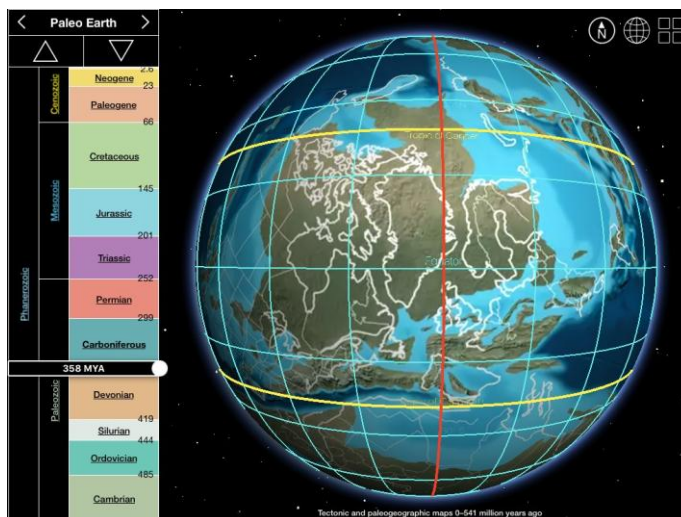 Paleo Earth
N
2.6
Neogene
23
Cenozoic
Paleogene
66
Cretaceous
145
Mesozoic
Jurassic
201
Triassic
252
Phanerozoic
Permian
299
Carboniferous
358 MYA
Paleozoic
Devonian
419
Silurian
444
Ordovician
485
Cambrian
Tropic of Cancer
Equator
Tectonic and paleogeographic maps 0–541 million years ago